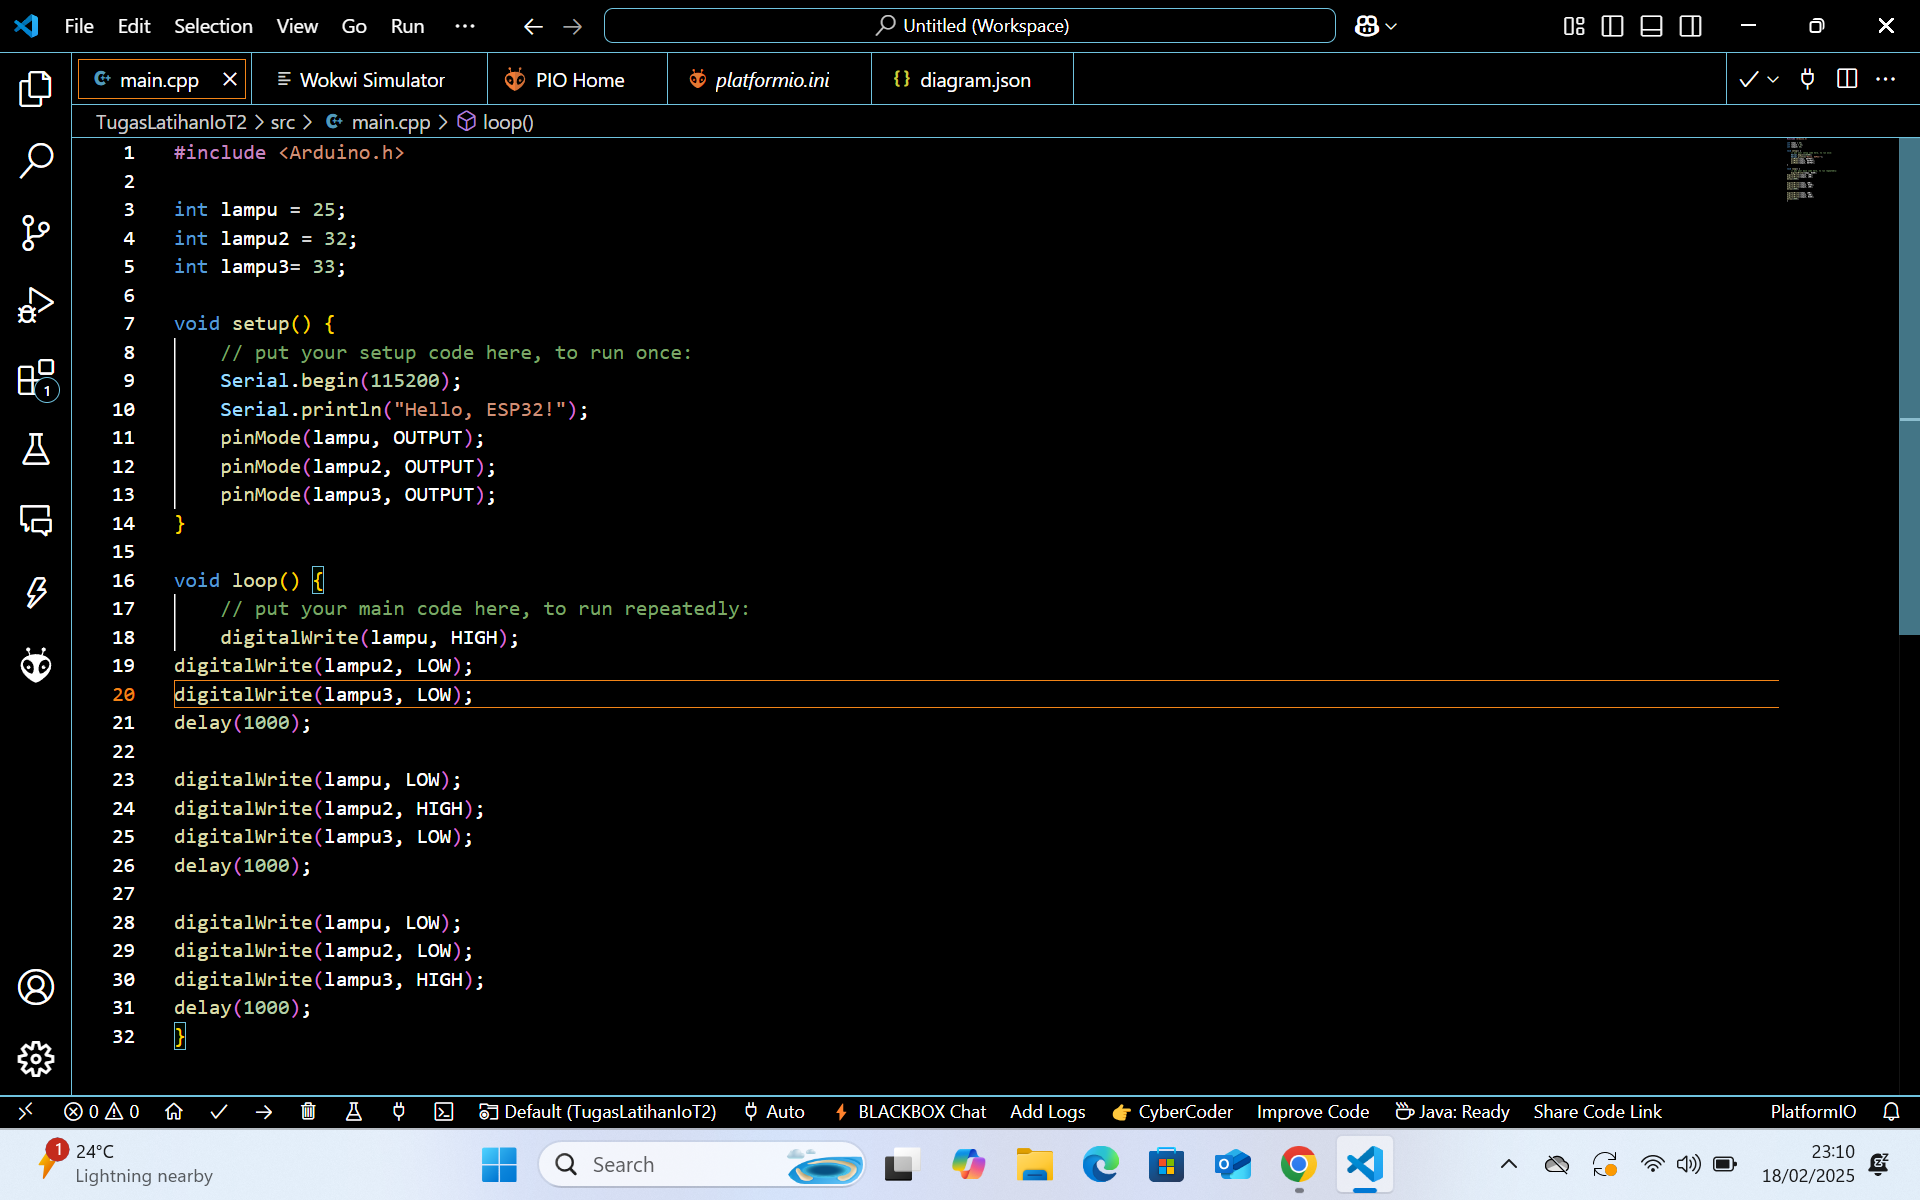 File Edit Selection View Go Run ··· Untitled (Workspace)
main.cpp Wokwi Simulator PIO Home platformio.ini {} diagram.json
TugasLatihanIoT2 > src > main.cpp > loop()
1 #include <Arduino.h>
2
3 int lampu = 25;
4 int lampu2 = 32;
5 int lampu3= 33;
6
7 void setup() {
8 // put your setup code here, to run once:
9 Serial.begin(115200);
10 Serial.println("Hello, ESP32!");
11 pinMode(lampu, OUTPUT);
12 pinMode(lampu2, OUTPUT);
13 pinMode(lampu3, OUTPUT);
14 }
15
16 void loop() {
17 // put your main code here, to run repeatedly:
18 digitalWrite(lampu, HIGH);
19 digitalWrite(lampu2, LOW);
20 digitalWrite(lampu3, LOW);
21 delay(1000);
22
23 digitalWrite(lampu, LOW);
24 digitalWrite(lampu2, HIGH);
25 digitalWrite(lampu3, LOW);
26 delay(1000);
27
28 digitalWrite(lampu, LOW);
29 digitalWrite(lampu2, LOW);
30 digitalWrite(lampu3, HIGH);
31 delay(1000);
32 }
1
0 0 Default (TugasLatihanIoT2) Auto BLACKBOX Chat Add Logs CyberCoder Improve Code Java: Ready Share Code Link PlatformIO
1 24°C
Lightning nearby
Search
23:10
18/02/2025